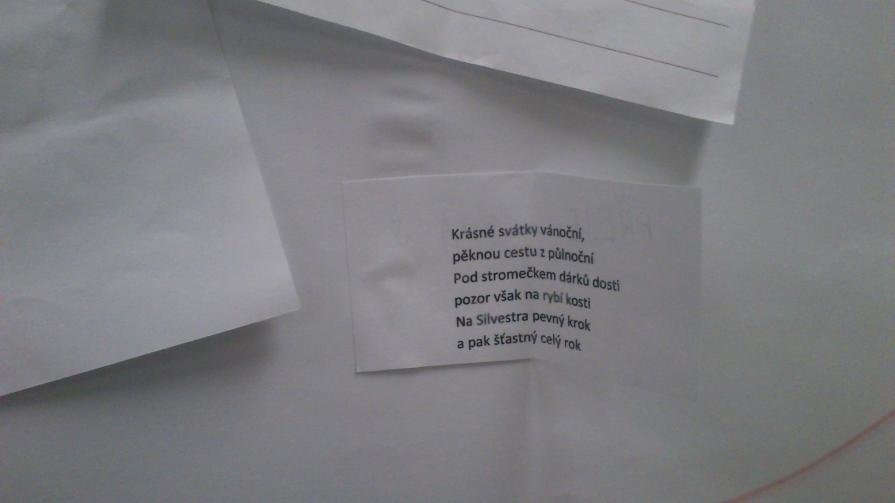 Krásné svátky vánoční,
pěknou cestu z půlnoční
Pod stromečkem dárků dosti
pozor však na rybí kosti
Na Silvestra pevný krok
a pak šťastný celý rok